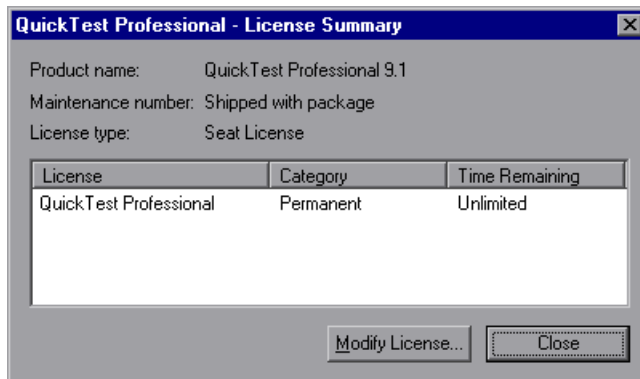 QuickTest Professional - License Summary
Product name: QuickTest Professional 9.1
Maintenance number: Shipped with package
License type: Seat License
License Category Time Remaining
QuickTest Professional Permanent Unlimited
Modify License... Close